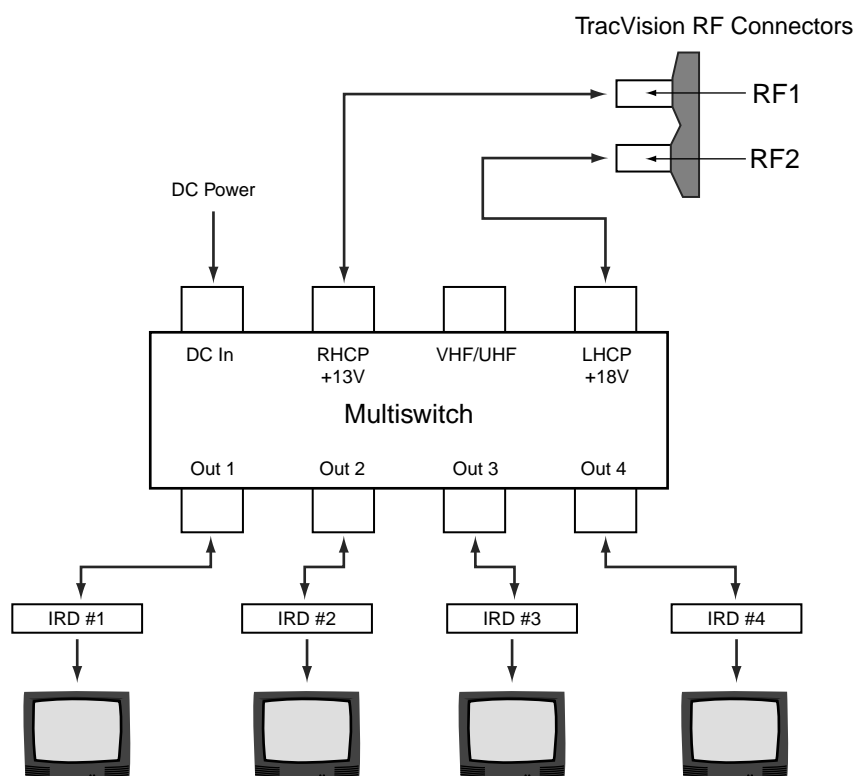 TracVision RF Connectors
RF1
RF2
DC Power
DC In
RHCP
+13V
VHF/UHF
LHCP
+18V
Multiswitch
Out 1
Out 2
Out 3
Out 4
IRD #1
IRD #2
IRD #3
IRD #4